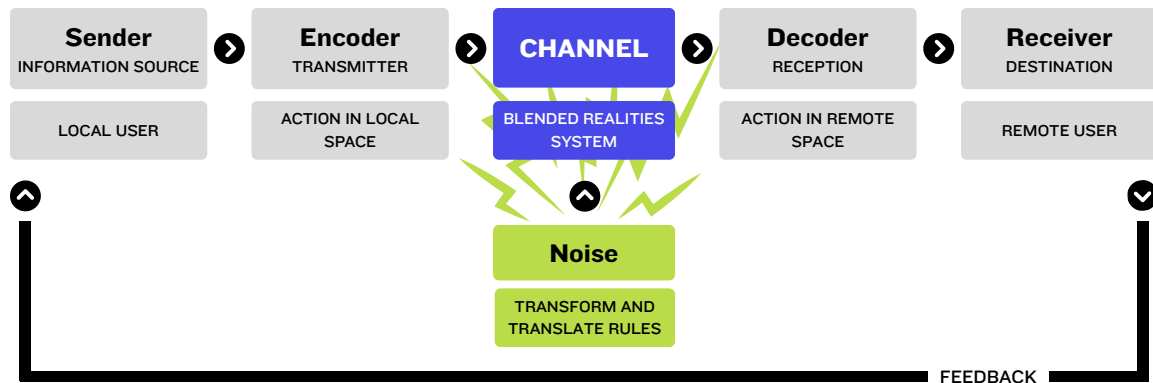 Sender
INFORMATION SOURCE
Encoder
TRANSMITTER
CHANNEL
Decoder
RECEPTION
Receiver
DESTINATION
LOCAL USER
ACTION IN LOCAL
SPACE
BLENDED REALITIES
SYSTEM
ACTION IN REMOTE
SPACE
REMOTE USER
Noise
TRANSFORM AND
TRANSLATE RULES
FEEDBACK